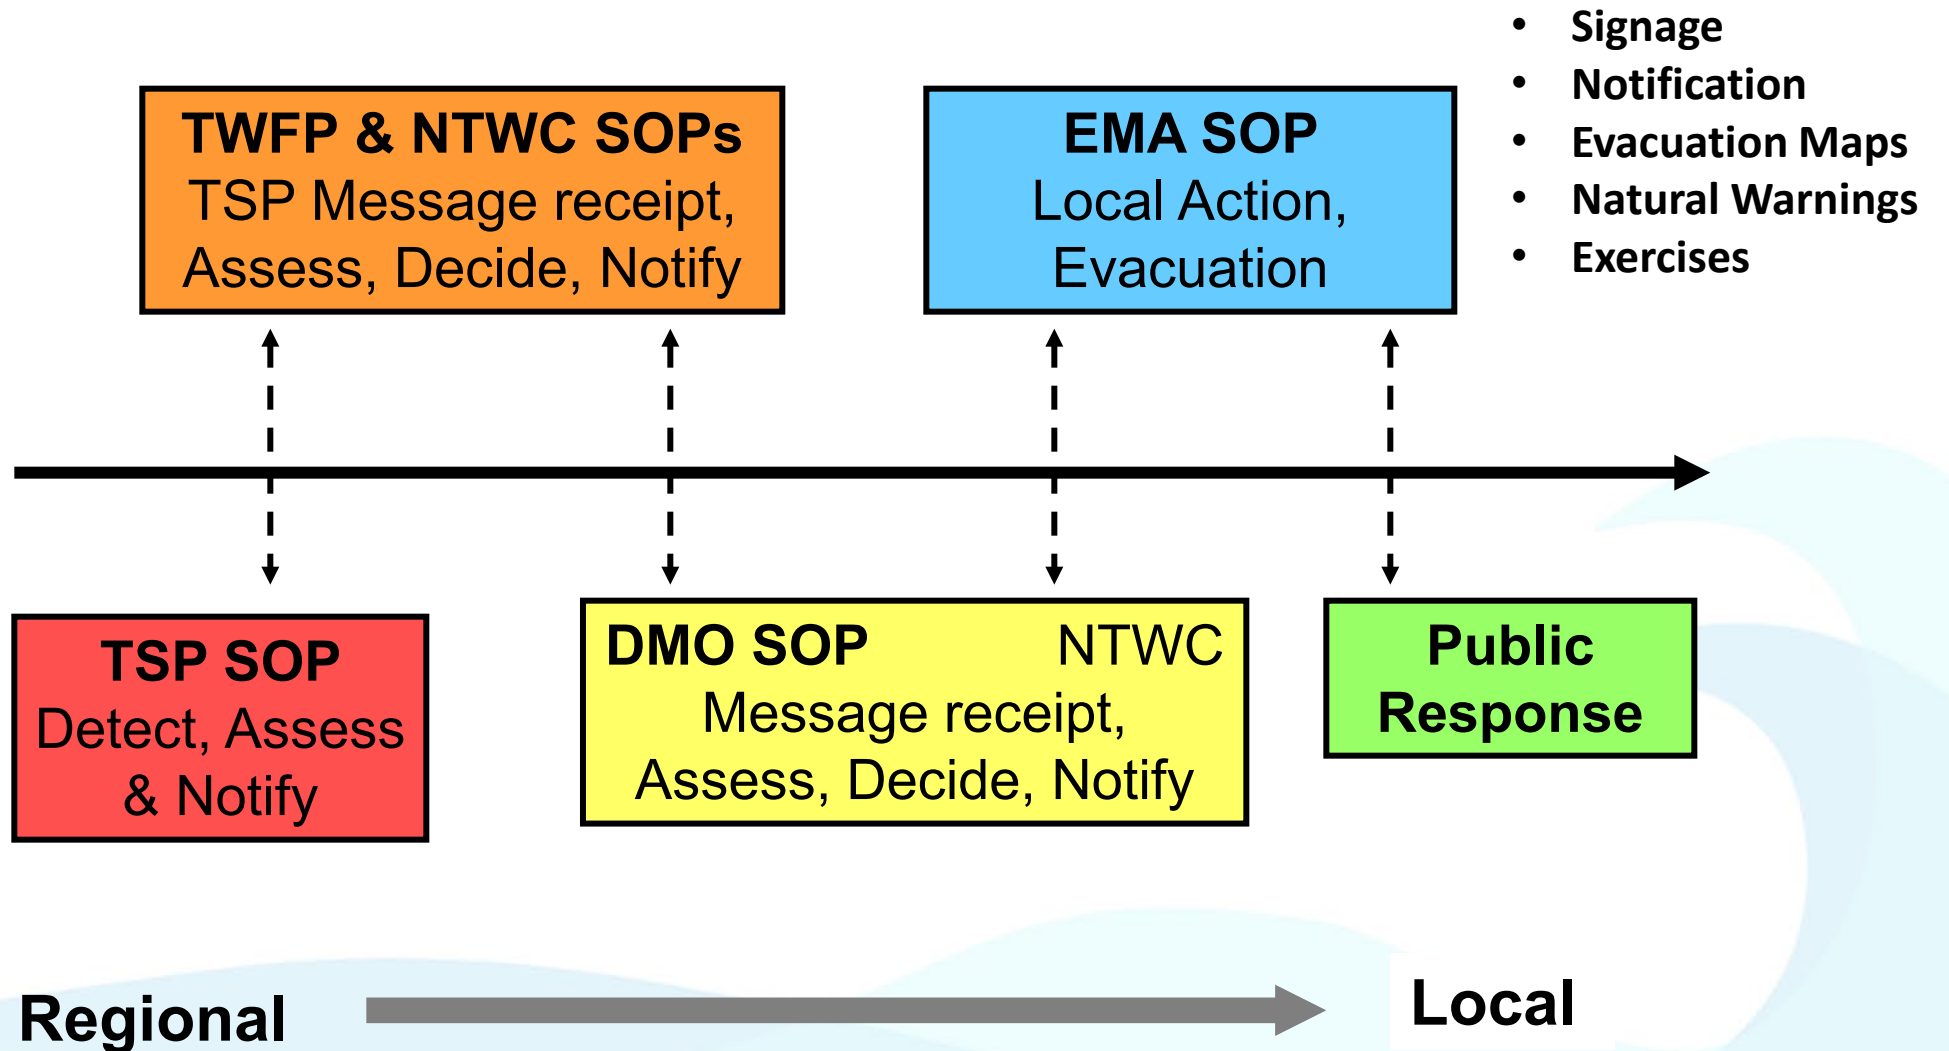 • Signage
• Notification
• Evacuation Maps
• Natural Warnings
• Exercises
TWFP & NTWC SOPs
TSP Message receipt,
Assess, Decide, Notify
EMA SOP
Local Action,
Evacuation
TSP SOP
Detect, Assess
& Notify
DMO SOP NTWC
Message receipt,
Assess, Decide, Notify
Public
Response
Regional
Local